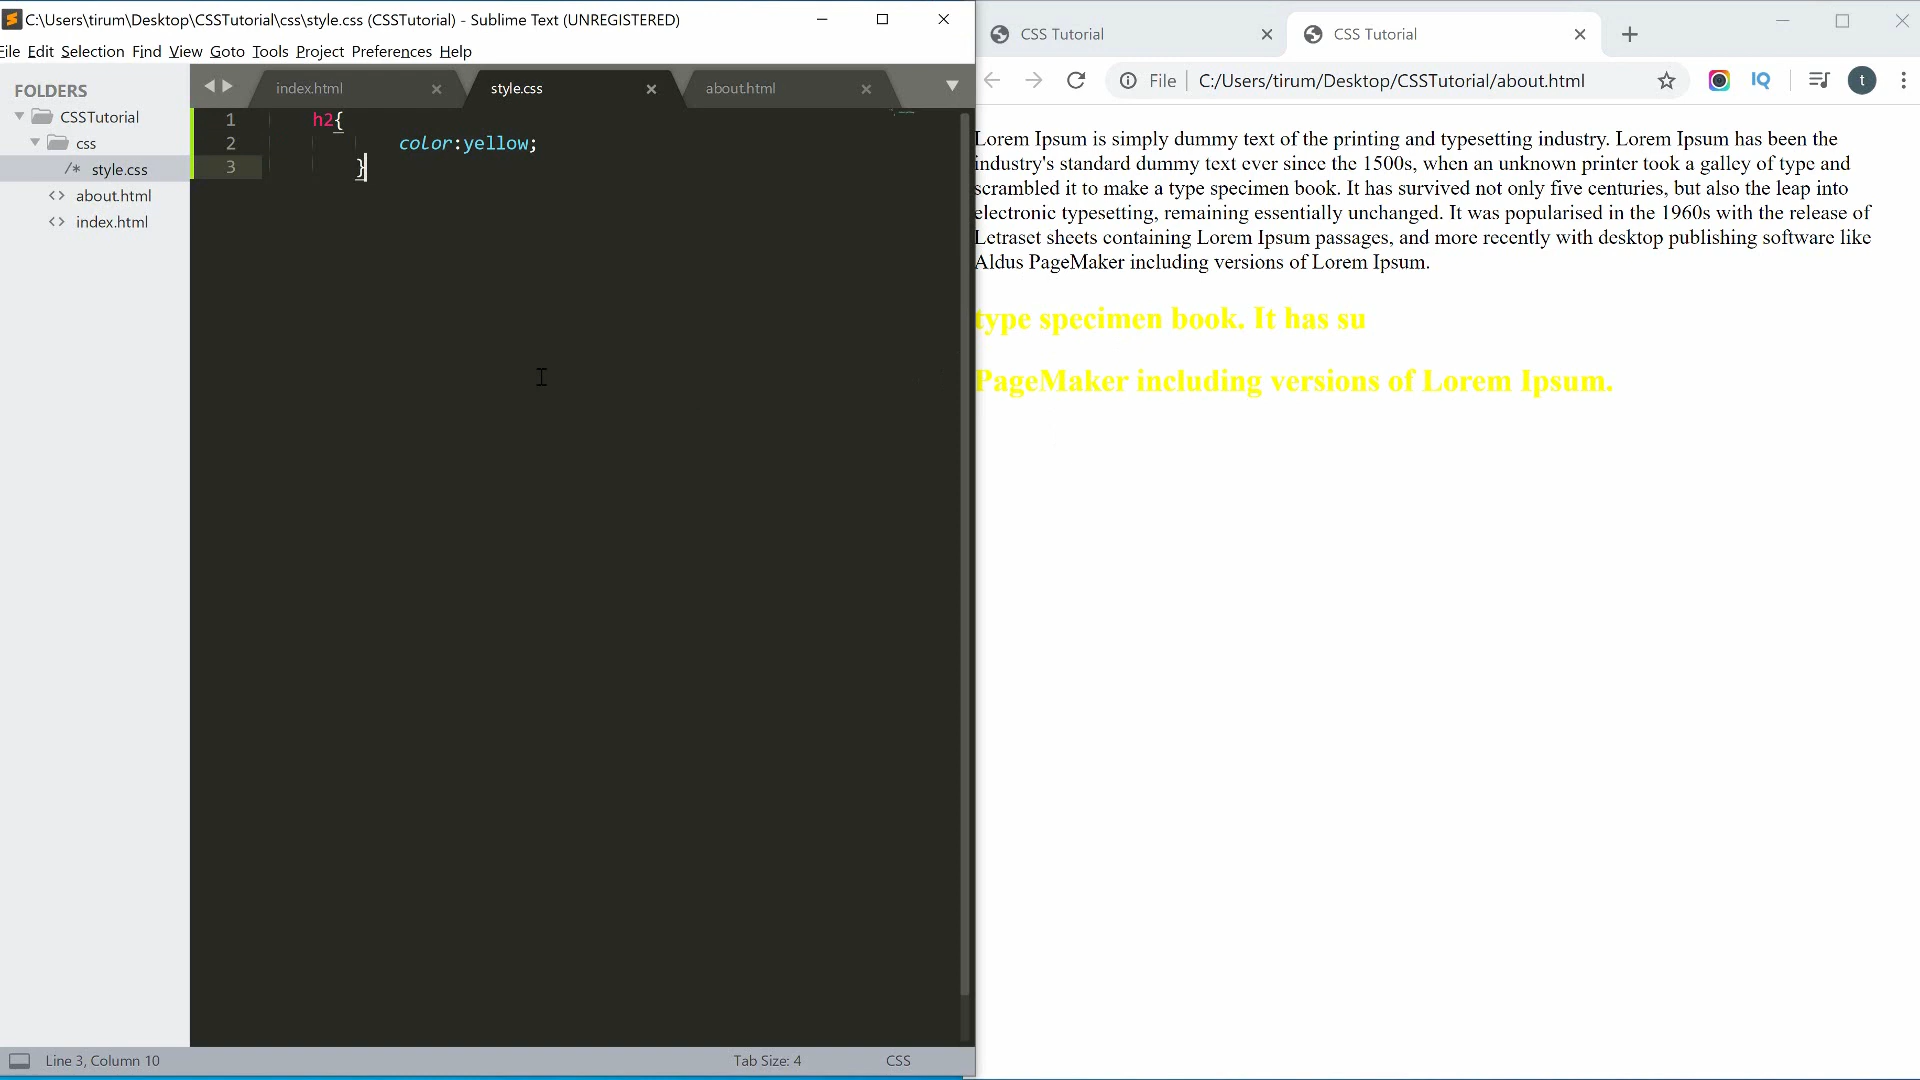 C:\Users\tirum\Desktop\CSSTutorial\css\style.css (CSSTutorial) - Sublime Text (UNREGISTERED)
File Edit Selection Find View Goto Tools Project Preferences Help
FOLDERS
CSSTutorial
css
/* style.css
<> about.html
<> index.html
index.html
style.css
about.html
1 h2{
2 color:yellow;
3 }
Line 3, Column 10
Tab Size: 4
CSS
CSS Tutorial
CSS Tutorial
File
C:/Users/tirum/Desktop/CSSTutorial/about.html
IQ
t
Lorem Ipsum is simply dummy text of the printing and typesetting industry. Lorem Ipsum has been the
industry's standard dummy text ever since the 1500s, when an unknown printer took a galley of type and
scrambled it to make a type specimen book. It has survived not only five centuries, but also the leap into
electronic typesetting, remaining essentially unchanged. It was popularised in the 1960s with the release of
Letraset sheets containing Lorem Ipsum passages, and more recently with desktop publishing software like
Aldus PageMaker including versions of Lorem Ipsum.
type specimen book. It has su
PageMaker including versions of Lorem Ipsum.